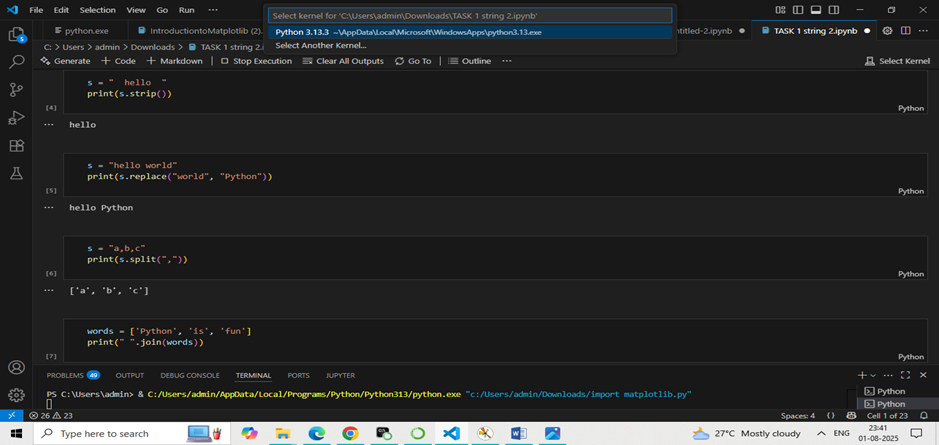 File Edit Selection View Go Run ···
Select kernel for 'C:\Users\admin\Downloads\TASK 1 string 2.ipynb'
Python 3.13.3 ~\AppData\Local\Microsoft\WindowsApps\python3.13.exe
Select Another Kernel...
python.exe
IntroductiontoMatplotlib (2).
ntitled-2.ipynb
TASK 1 string 2.ipynb
C: > Users > admin > Downloads > TASK 1 string 2.i
Generate + Code + Markdown Stop Execution Clear All Outputs Go To Outline ··· Select Kernel
s = " hello "
print(s.strip())
[4]
Python
··· hello
s = "hello world"
print(s.replace("world", "Python"))
[5]
Python
··· hello Python
s = "a,b,c"
print(s.split(","))
[6]
Python
··· ['a', 'b', 'c']
words = ['Python', 'is', 'fun']
print(" ".join(words))
[7]
Python
PROBLEMS 49 OUTPUT DEBUG CONSOLE TERMINAL PORTS JUPYTER
PS C:\Users\admin> & C:/Users/admin/AppData/Local/Programs/Python/Python313/python.exe "c:/Users/admin/Downloads/import matplotlib.py"
Python
Python
26 23 Spaces: 4 {} Cell 1 of 23
Type here to search
27°C Mostly cloudy ENG
23:41
01-08-2025